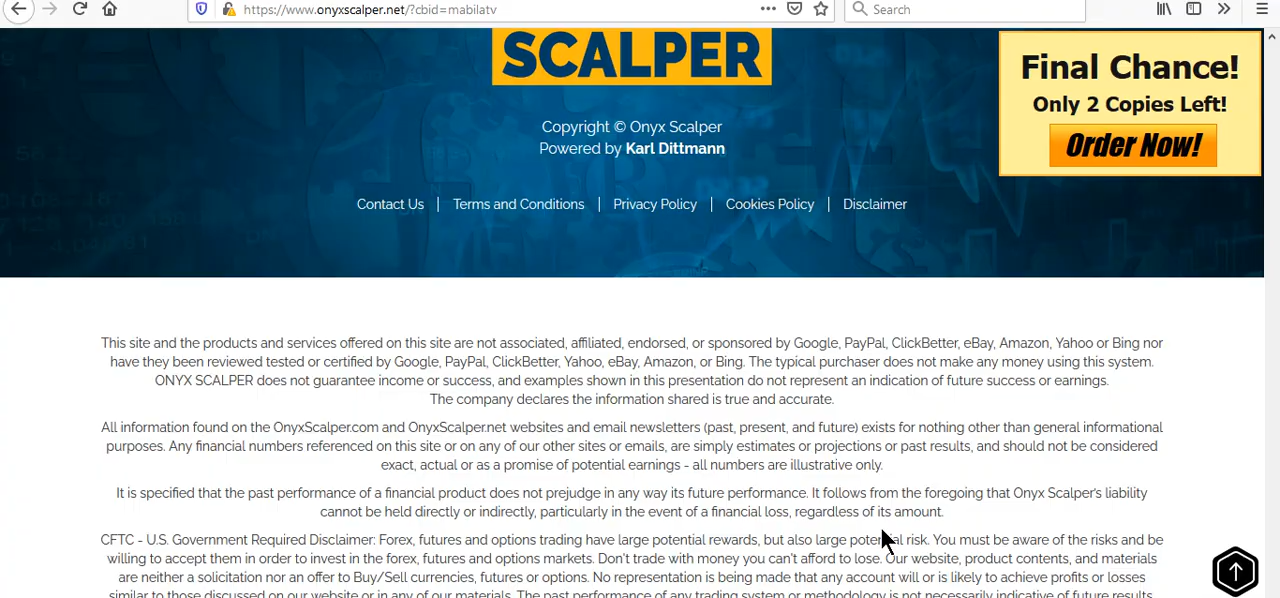 https://www.onyxscalper.net/?cbid=mabilatv
Search
SCALPER
Final Chance!
Only 2 Copies Left!
Order Now!
Copyright © Onyx Scalper
Powered by Karl Dittmann
Contact Us | Terms and Conditions | Privacy Policy | Cookies Policy | Disclaimer
This site and the products and services offered on this site are not associated, affiliated, endorsed, or sponsored by Google, PayPal, ClickBetter, eBay, Amazon, Yahoo or Bing nor
have they been reviewed tested or certified by Google, PayPal, ClickBetter, Yahoo, eBay, Amazon, or Bing. The typical purchaser does not make any money using this system.
ONYX SCALPER does not guarantee income or success, and examples shown in this presentation do not represent an indication of future success or earnings.
The company declares the information shared is true and accurate.
All information found on the OnyxScalper.com and OnyxScalper.net websites and email newsletters (past, present, and future) exists for nothing other than general informational
purposes. Any financial numbers referenced on this site or on any of our other sites or emails, are simply estimates or projections or past results, and should not be considered
exact, actual or as a promise of potential earnings - all numbers are illustrative only.
It is specified that the past performance of a financial product does not prejudice in any way its future performance. It follows from the foregoing that Onyx Scalper's liability
cannot be held directly or indirectly, particularly in the event of a financial loss, regardless of its amount.
CFTC - U.S. Government Required Disclaimer: Forex, futures and options trading have large potential rewards, but also large potential risk. You must be aware of the risks and be
willing to accept them in order to invest in the forex, futures and options markets. Don't trade with money you can't afford to lose. Our website, product contents, and materials
are neither a solicitation nor an offer to Buy/Sell currencies, futures or options. No representation is being made that any account will or is likely to achieve profits or losses
similar to those discussed on our website or in any of our materials. The past performance of any trading system or methodology is not necessarily indicative of future results.